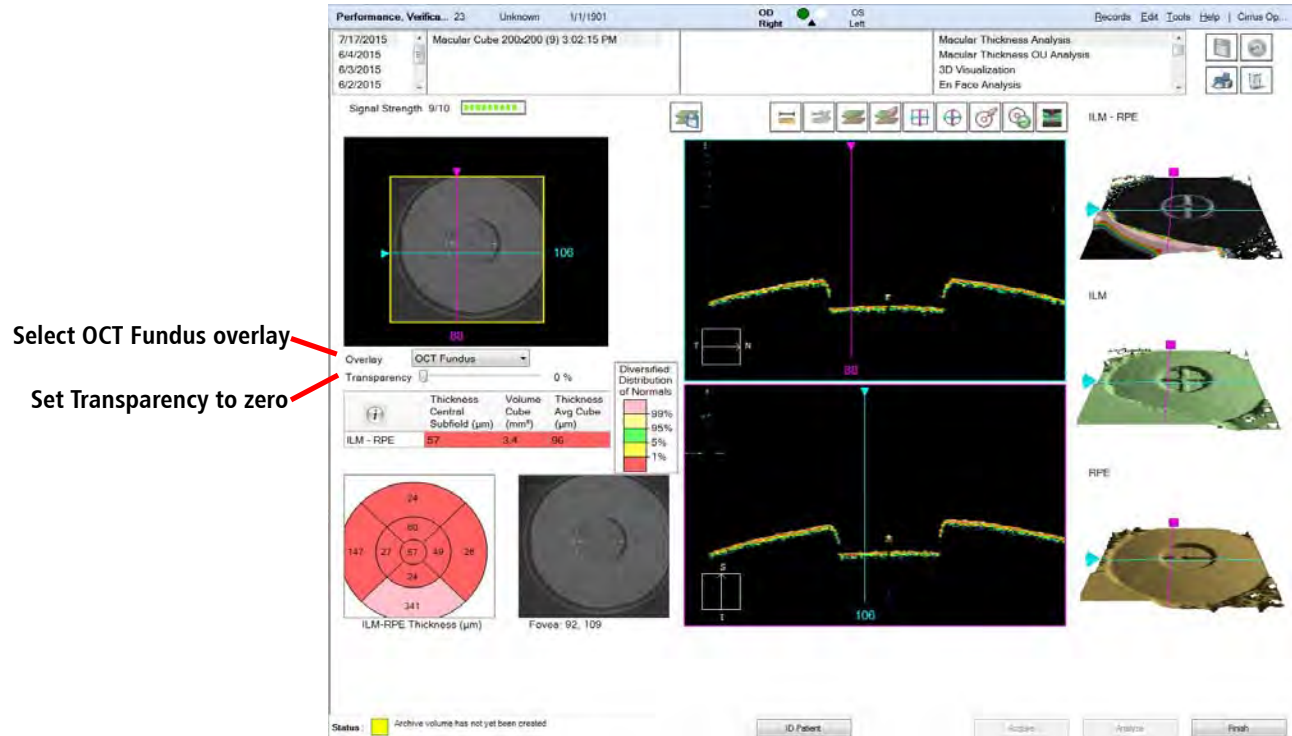 Performance, Verifica... 23 Unknown 1/1/1901 OD Right OS Left Records Edit Tools Help | Cirrus Op...
7/17/2015
6/4/2015
6/3/2015
6/2/2015
Macular Cube 200x200 (9) 3:02:15 PM
Macular Thickness Analysis
Macular Thickness OU Analysis
3D Visualization
En Face Analysis
Signal Strength 9/10
ILM - RPE
106
88
Select OCT Fundus overlay
Overlay OCT Fundus
Set Transparency to zero
Transparency 0 %
Thickness Central Subfield (µm)
Volume Cube (mm³)
Thickness Avg Cube (µm)
ILM - RPE 57 3.4 96
Diversified
Distribution
of Normals
99%
95%
5%
1%
T N
88
ILM
S
I
106
RPE
24
60
147 27 57 49 26
24
341
ILM-RPE Thickness (µm)
Fovea: 92, 109
Status : Archive volume has not yet been created
ID Patient
Acquire
Analyze
Finish